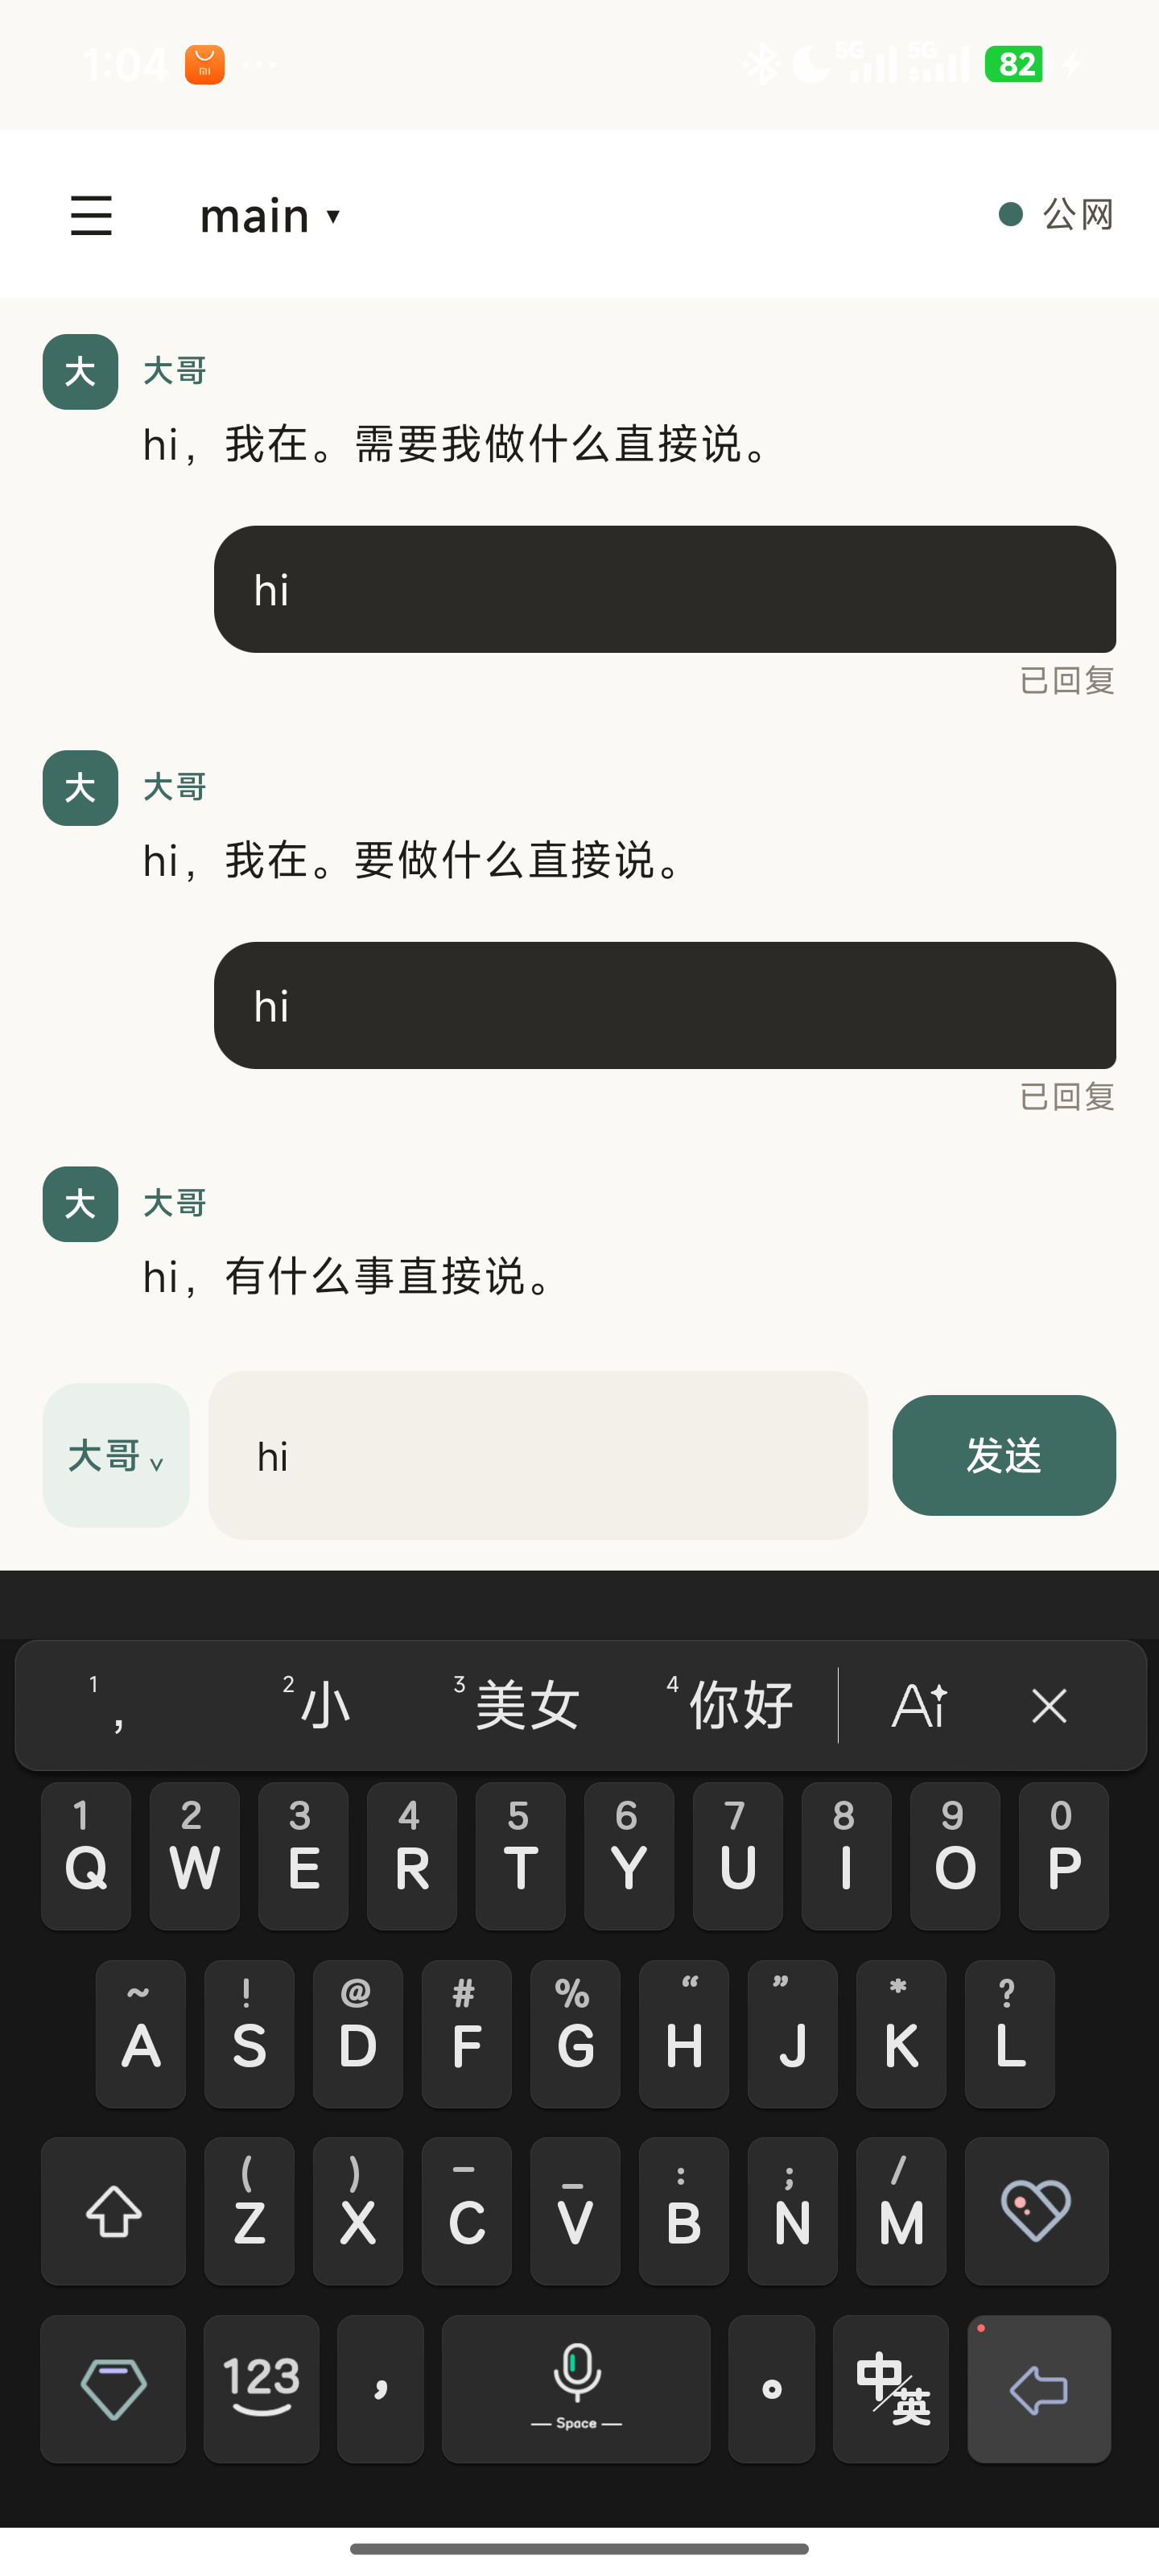 1:04
mi
5G
5G
82
main
公网
大
大哥
hi，我在。需要我做什么直接说。
hi
已回复
大
大哥
hi，我在。要做什么直接说。
hi
已回复
大
大哥
hi，有什么事直接说。
大哥
hi
发送
1 ， 2 小 3 美女 4 你好 Ai
1 2 3 4 5 6 7 8 9 0
Q W E R T Y U I O P
~ ! @ # % “ ” * ?
A S D F G H J K L
( ) – _ : ; /
Z X C V B N M
123 , Space 。 中/英